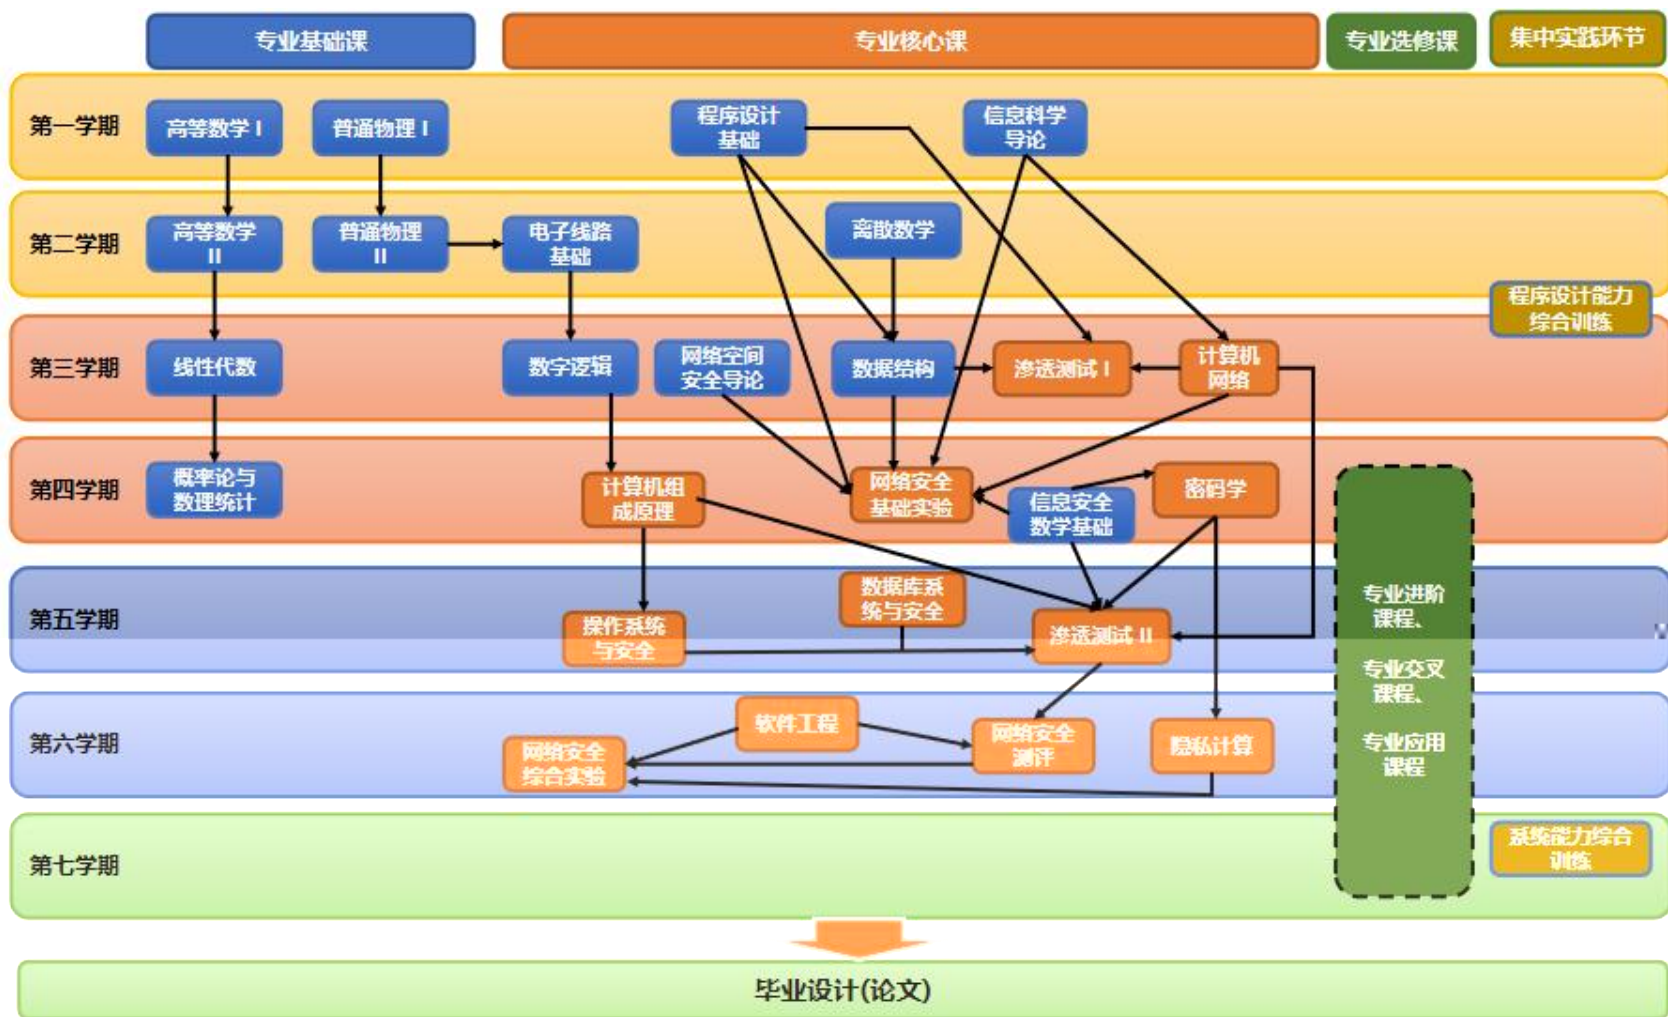 专业基础课
专业核心课
专业选修课
集中实践环节
第一学期
高等数学 I
普通物理 I
程序设计
基础
信息科学
导论
第二学期
高等数学
II
普通物理
II
电子线路
基础
离散数学
程序设计能力
综合训练
第三学期
线性代数
数字逻辑
网络空间
安全导论
数据结构
渗透测试 I
计算机
网络
第四学期
概率论与
数理统计
计算机组
成原理
网络安全
基础实验
信息安全
数学基础
密码学
第五学期
操作系统
与安全
数据库系
统与安全
渗透测试 II
专业进阶
课程、
专业交叉
课程、
专业应用
课程
第六学期
网络安全
综合实验
软件工程
网络安全
测评
隐私计算
第七学期
系统能力综合
训练
毕业设计(论文)